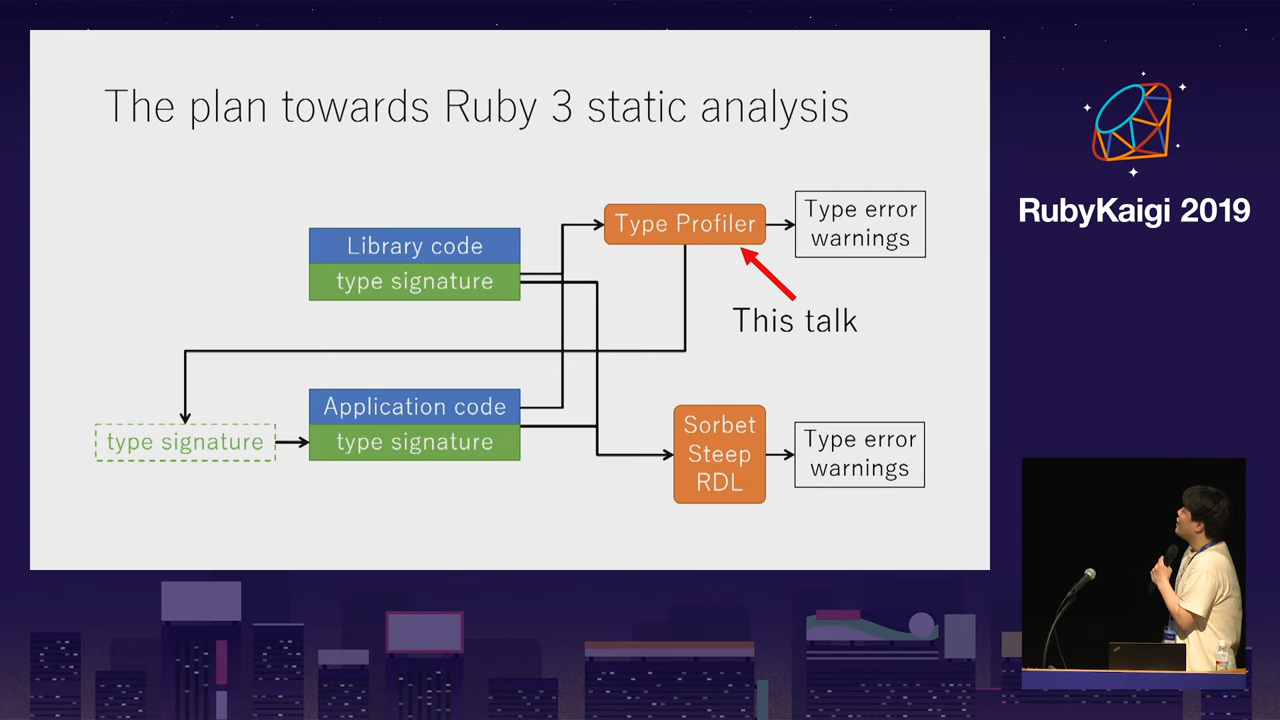 The plan towards Ruby 3 static analysis
Library code
type signature
Type Profiler
Type error
warnings
This talk
Application code
type signature
type signature
Sorbet
Steep
RDL
Type error
warnings
RubyKaigi 2019